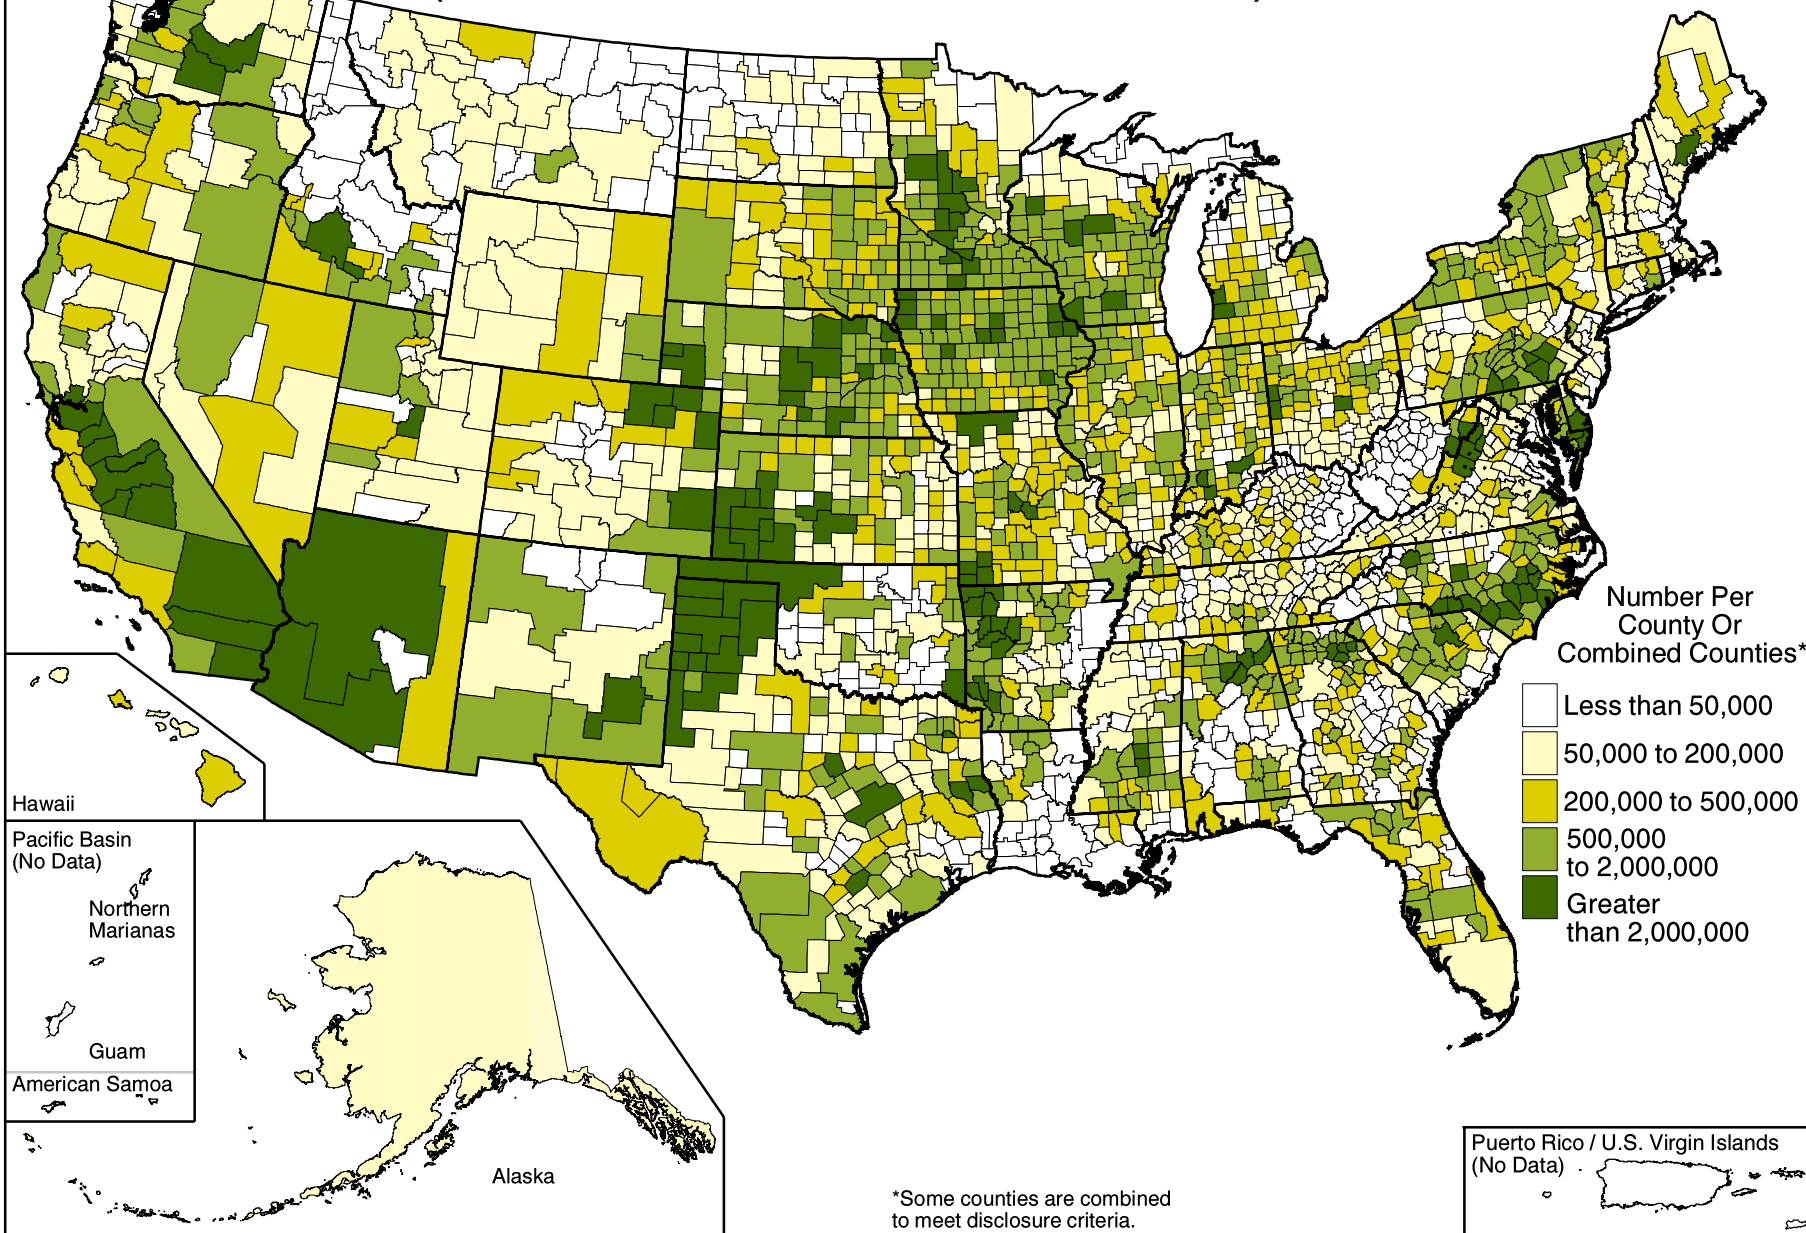 Number Per
County Or
Combined Counties*
Less than 50,000
50,000 to 200,000
200,000 to 500,000
500,000
to 2,000,000
Greater
than 2,000,000
Hawaii
Pacific Basin
(No Data)
Northern
Marianas
Guam
American Samoa
Alaska
*Some counties are combined
to meet disclosure criteria.
Puerto Rico / U.S. Virgin Islands
(No Data)